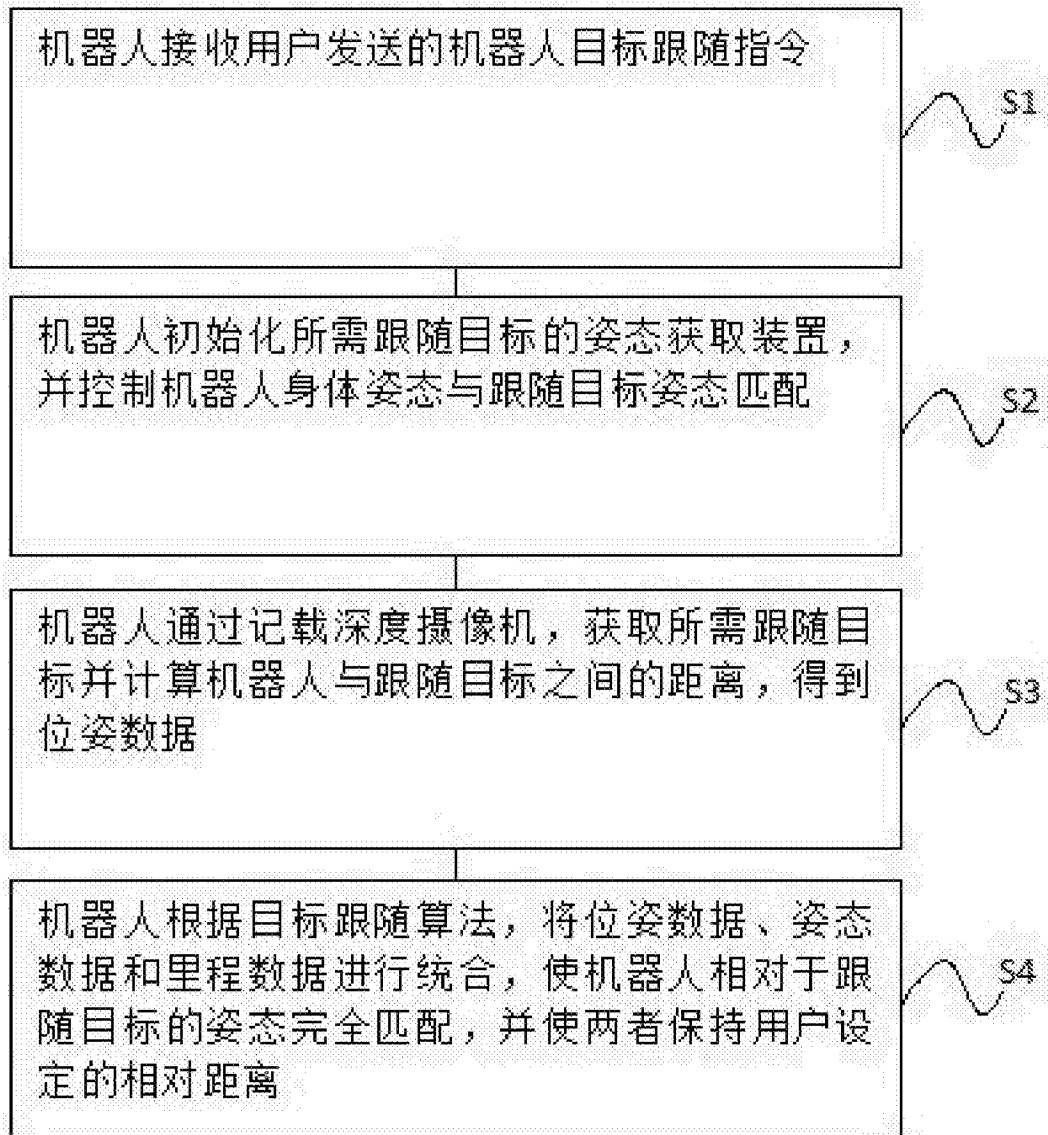 机器人接收用户发送的机器人目标跟随指令
S1
机器人初始化所需跟随目标的姿态获取装置，
并控制机器人身体姿态与跟随目标姿态匹配
S2
机器人通过记载深度摄像机，获取所需跟随目
标并计算机器人与跟随目标之间的距离，得到
位姿数据
S3
机器人根据目标跟随算法，将位姿数据、姿态
数据和里程数据进行统合，使机器人相对于跟
随目标的姿态完全匹配，并使两者保持用户设
定的相对距离
S4